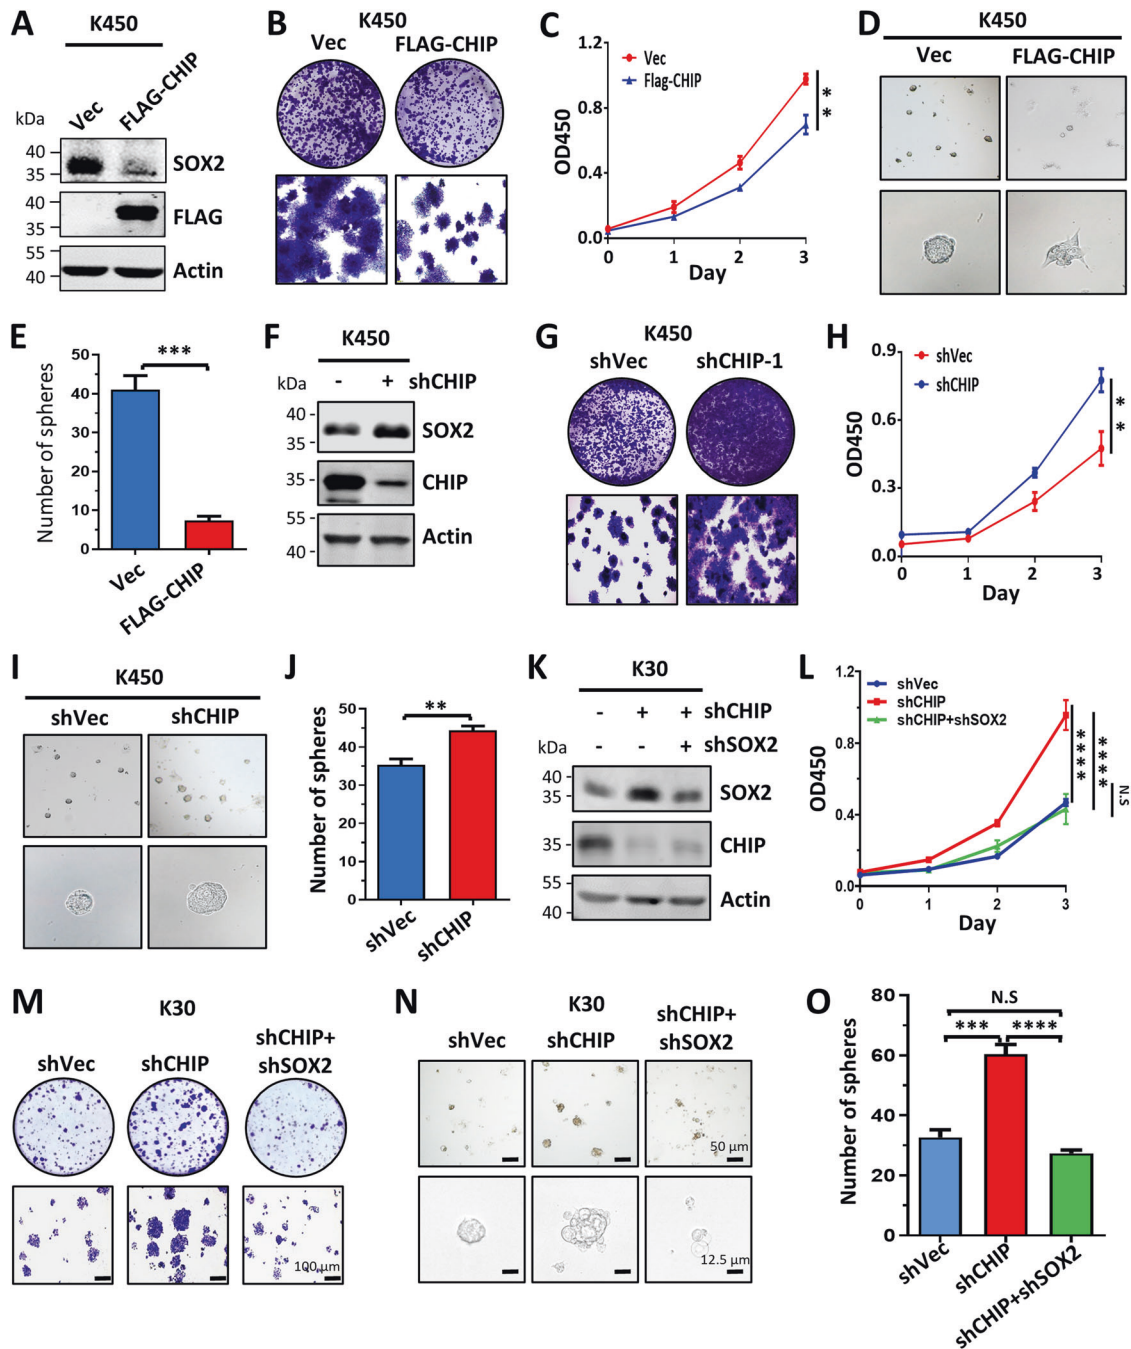 A
K450
Vec
FLAG-CHIP
kDa
40
35
SOX2
40
35
FLAG
55
40
Actin
B
K450
Vec
FLAG-CHIP
C
Vec
Flag-CHIP
OD450
1.2
0.8
0.4
0.0
0
1
2
3
Day
**
D
K450
Vec
FLAG-CHIP
E
Number of spheres
50
40
30
20
10
0
***
Vec
FLAG-CHIP
F
K450
kDa
-
+
shCHIP
40
35
SOX2
35
CHIP
55
40
Actin
G
K450
shVec
shCHIP-1
H
shVec
shCHIP
OD450
0.9
0.6
0.3
0.0
0
1
2
3
Day
**
I
K450
shVec
shCHIP
J
Number of spheres
50
40
30
20
10
0
**
shVec
shCHIP
K
K30
- + + shCHIP
- - + shSOX2
kDa
40
35
SOX2
35
CHIP
55
40
Actin
L
shVec
shCHIP
shCHIP+shSOX2
OD450
1.2
0.8
0.4
0.0
0
1
2
3
Day
****
****
N.S
M
K30
shVec
shCHIP
shCHIP+
shSOX2
100 μm
N
K30
shVec
shCHIP
shCHIP+
shSOX2
50 μm
12.5 μm
O
Number of spheres
80
60
40
20
0
N.S
***
****
shVec
shCHIP
shCHIP+shSOX2